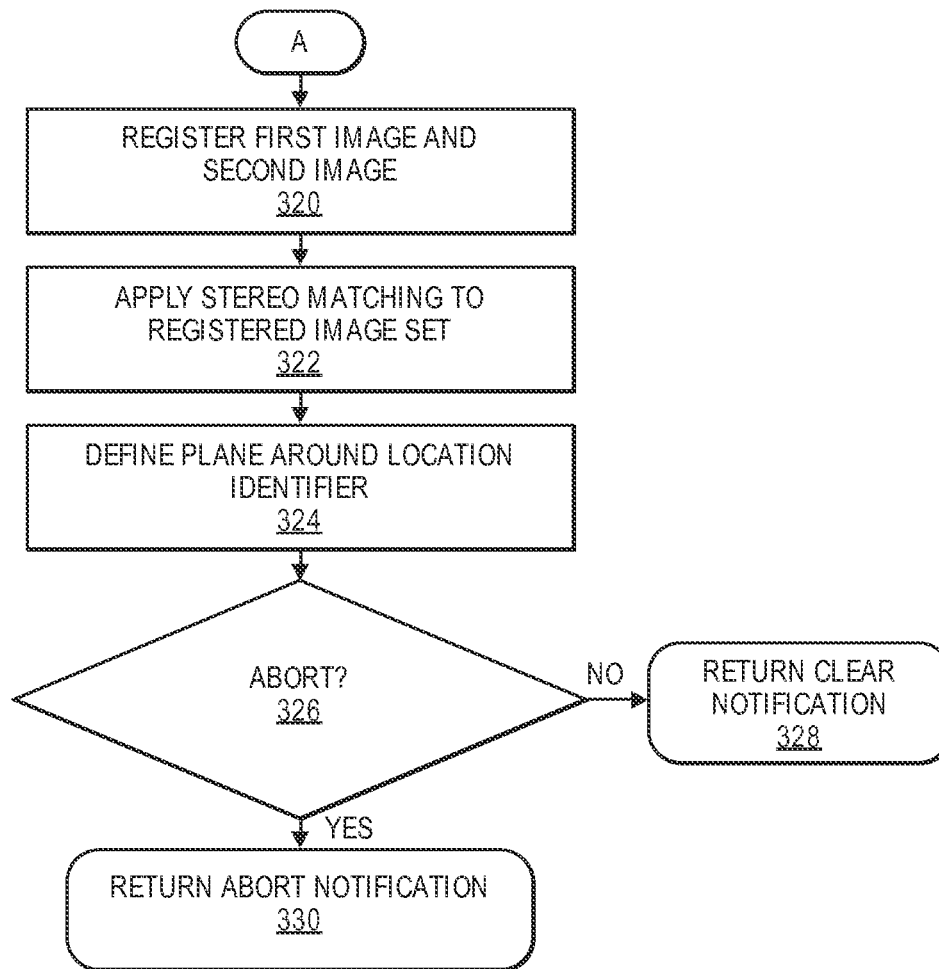 A
REGISTER FIRST IMAGE AND
SECOND IMAGE
320
APPLY STEREO MATCHING TO
REGISTERED IMAGE SET
322
DEFINE PLANE AROUND LOCATION
IDENTIFIER
324
ABORT?
326
NO
RETURN CLEAR
NOTIFICATION
328
YES
RETURN ABORT NOTIFICATION
330